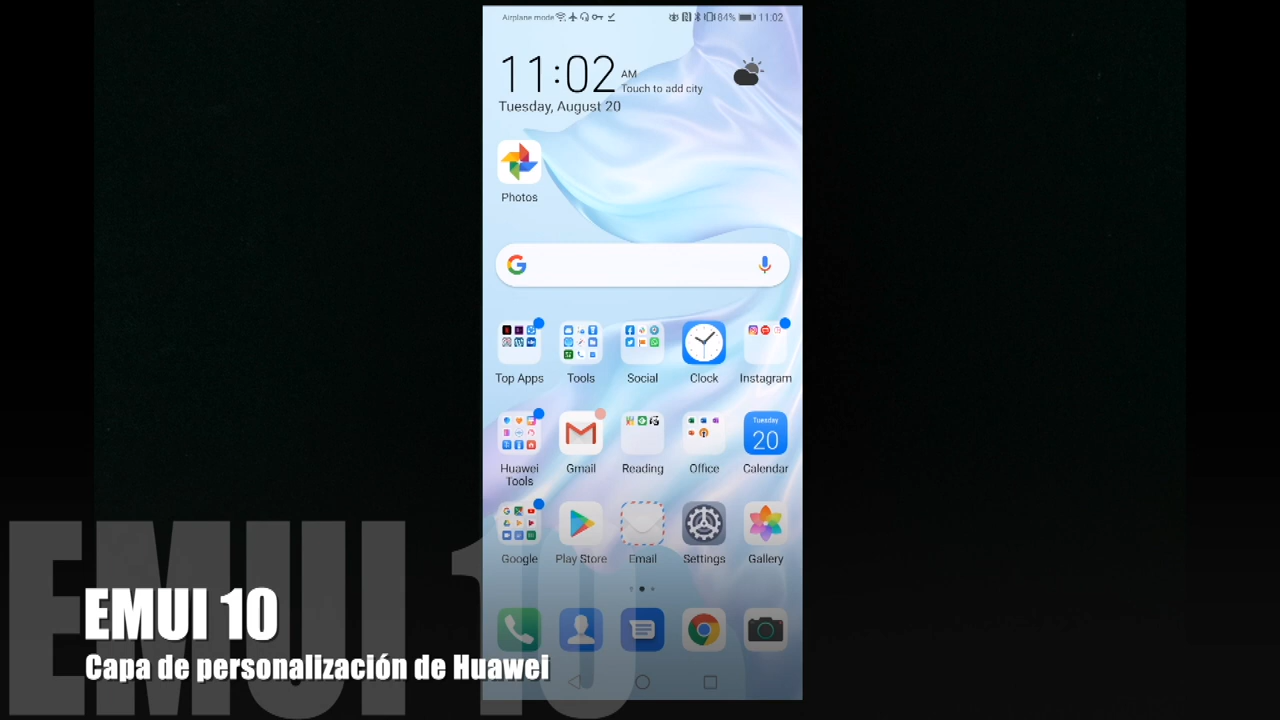 Airplane mode 84% 11:02
11:02 AM
Touch to add city
Tuesday, August 20
Photos
Top Apps Tools Social Clock Instagram
Tuesday
20
Huawei Tools Gmail Reading Office Calendar
Google Play Store Email Settings Gallery
EMUI 10
EMUI 10
Capa de personalización de Huawei